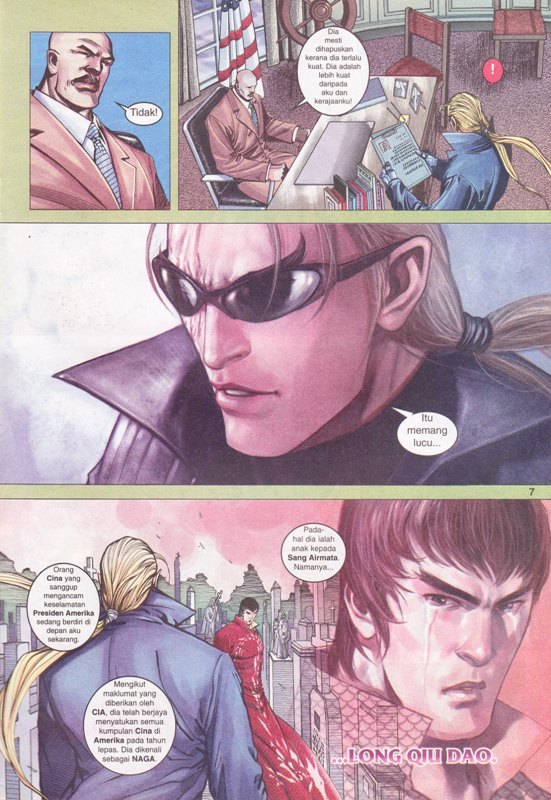 Tidak!
Dia
mesti
dihapuskan
kerana dia terlalu
kuat. Dia adalah
lebih kuat
daripada
aku dan
kerajaanku!
!
Itu
memang
lucu...
7
Orang
Cina yang
sanggup
mengancam
keselamatan
Presiden Amerika
sedang berdiri di
depan aku
sekarang.
Pada-
hal dia ialah
anak kepada
Sang Airmata.
Namanya...
Mengikut
maklumat yang
diberikan oleh
CIA, dia telah berjaya
menyatukan semua
kumpulan Cina di
Amerika pada tahun
lepas. Dia dikenali
sebagai NAGA.
...LONG QIU DAO.